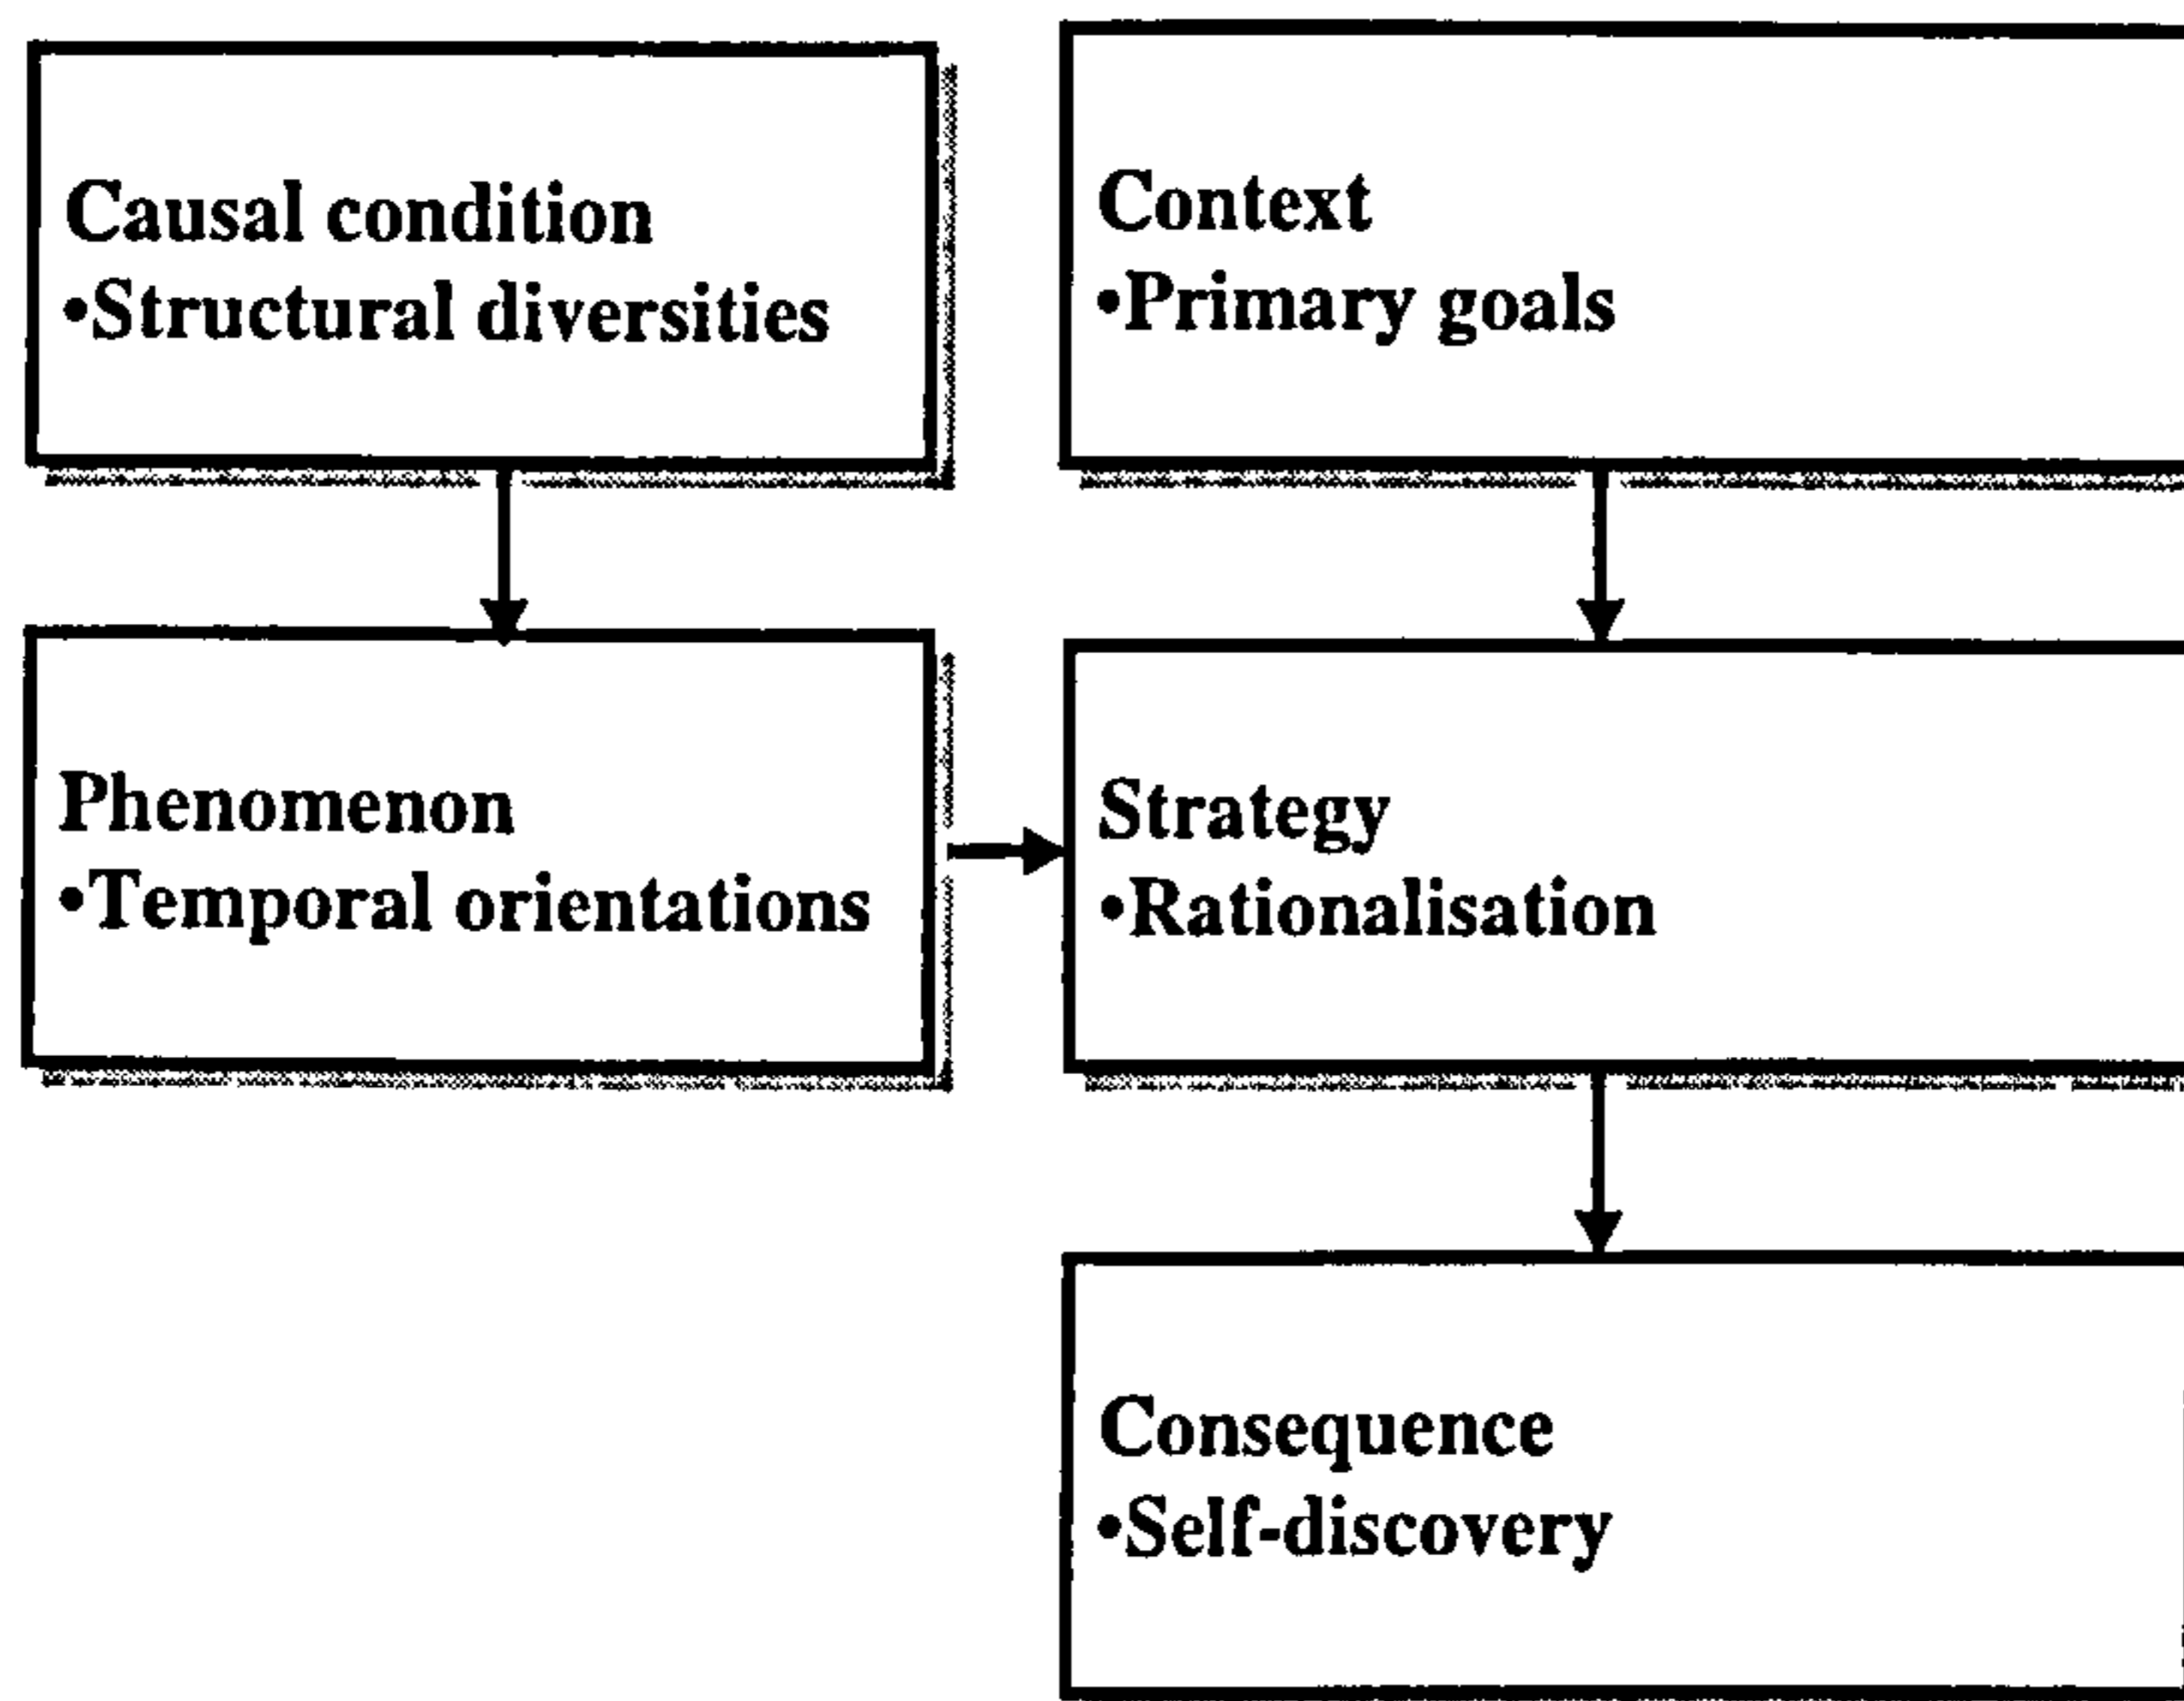 Causal condition
•Structural diversities
Context
•Primary goals
Phenomenon
•Temporal orientations
Strategy
•Rationalisation
Consequence
•Self-discovery